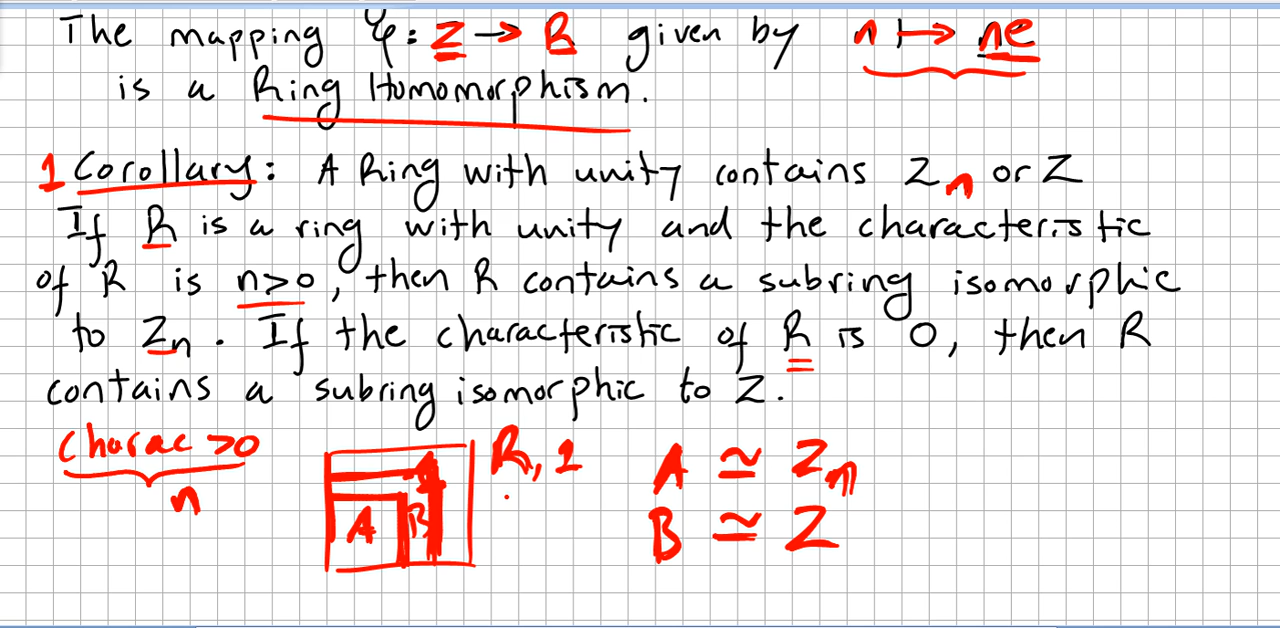 The mapping φ: Z → R given by n ↦ ne
is a Ring Homomorphism.
1 Corollary: A Ring with unity contains Zn or Z
If R is a ring with unity and the characteristic
of R is n>0, then R contains a subring isomorphic
to Zn. If the characteristic of R is 0, then R
contains a subring isomorphic to Z.
Charac >0
n
A B
R, 1
A ≅ Zn
B ≅ Z